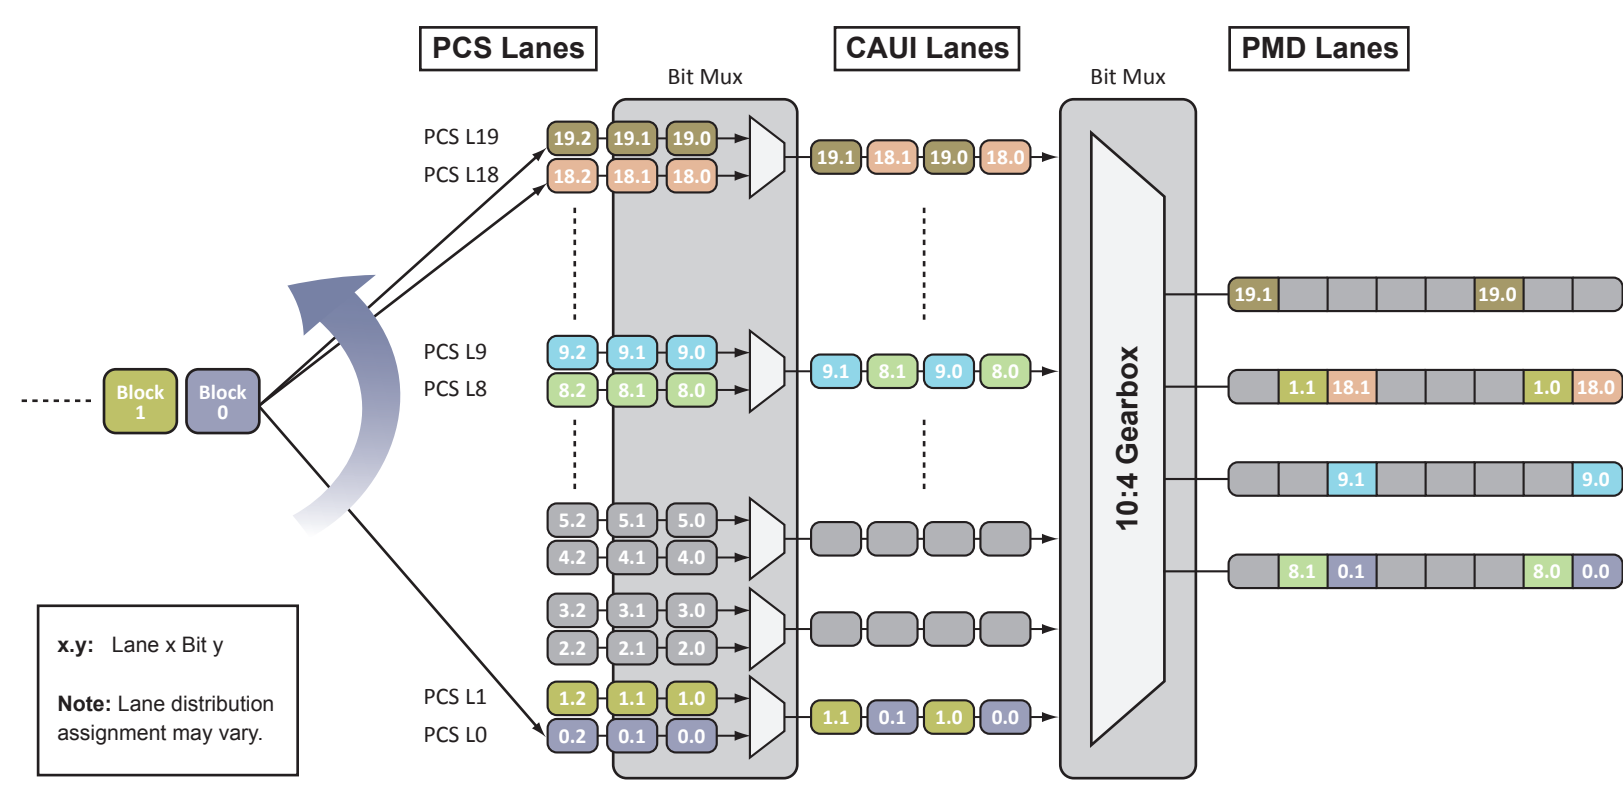 PCS Lanes
CAUI Lanes
PMD Lanes
Bit Mux
Bit Mux
PCS L19
19.2 19.1 19.0
19.1 18.1 19.0 18.0
PCS L18
18.2 18.1 18.0
19.1 19.0
PCS L9
9.2 9.1 9.0
9.1 8.1 9.0 8.0
PCS L8
8.2 8.1 8.0
1.1 18.1 1.0 18.0
Block
1
Block
0
10:4 Gearbox
9.1 9.0
5.2 5.1 5.0
4.2 4.1 4.0
8.1 0.1 8.0 0.0
3.2 3.1 3.0
2.2 2.1 2.0
PCS L1
1.2 1.1 1.0
1.1 0.1 1.0 0.0
PCS L0
0.2 0.1 0.0
x.y: Lane x Bit y
Note: Lane distribution
assignment may vary.